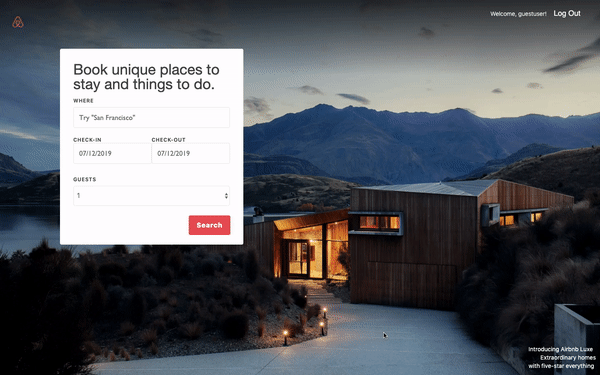 Welcome, guestuser! Log Out
Book unique places to
stay and things to do.
WHERE
Try "San Francisco"
CHECK-IN CHECK-OUT
07/12/2019 07/12/2019
GUESTS
1
Search
Introducing Airbnb Luxe
Extraordinary homes
with five-star everything